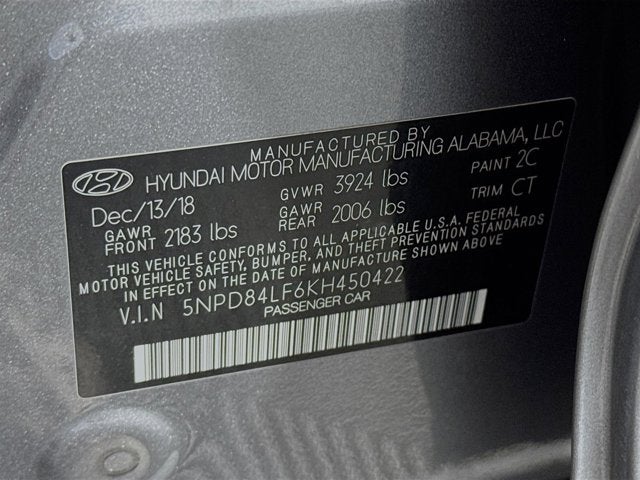 MANUFACTURED BY
HYUNDAI MOTOR MANUFACTURING ALABAMA, LLC
Dec/13/18 GVWR 3924 lbs PAINT 2C
GAWR FRONT 2183 lbs GAWR REAR 2006 lbs TRIM CT
THIS VEHICLE CONFORMS TO ALL APPLICABLE U.S.A. FEDERAL
MOTOR VEHICLE SAFETY, BUMPER, AND THEFT PREVENTION STANDARDS
IN EFFECT ON THE DATE OF MANUFACTURE SHOWN ABOVE
V.I.N 5NPD84LF6KH450422
PASSENGER CAR